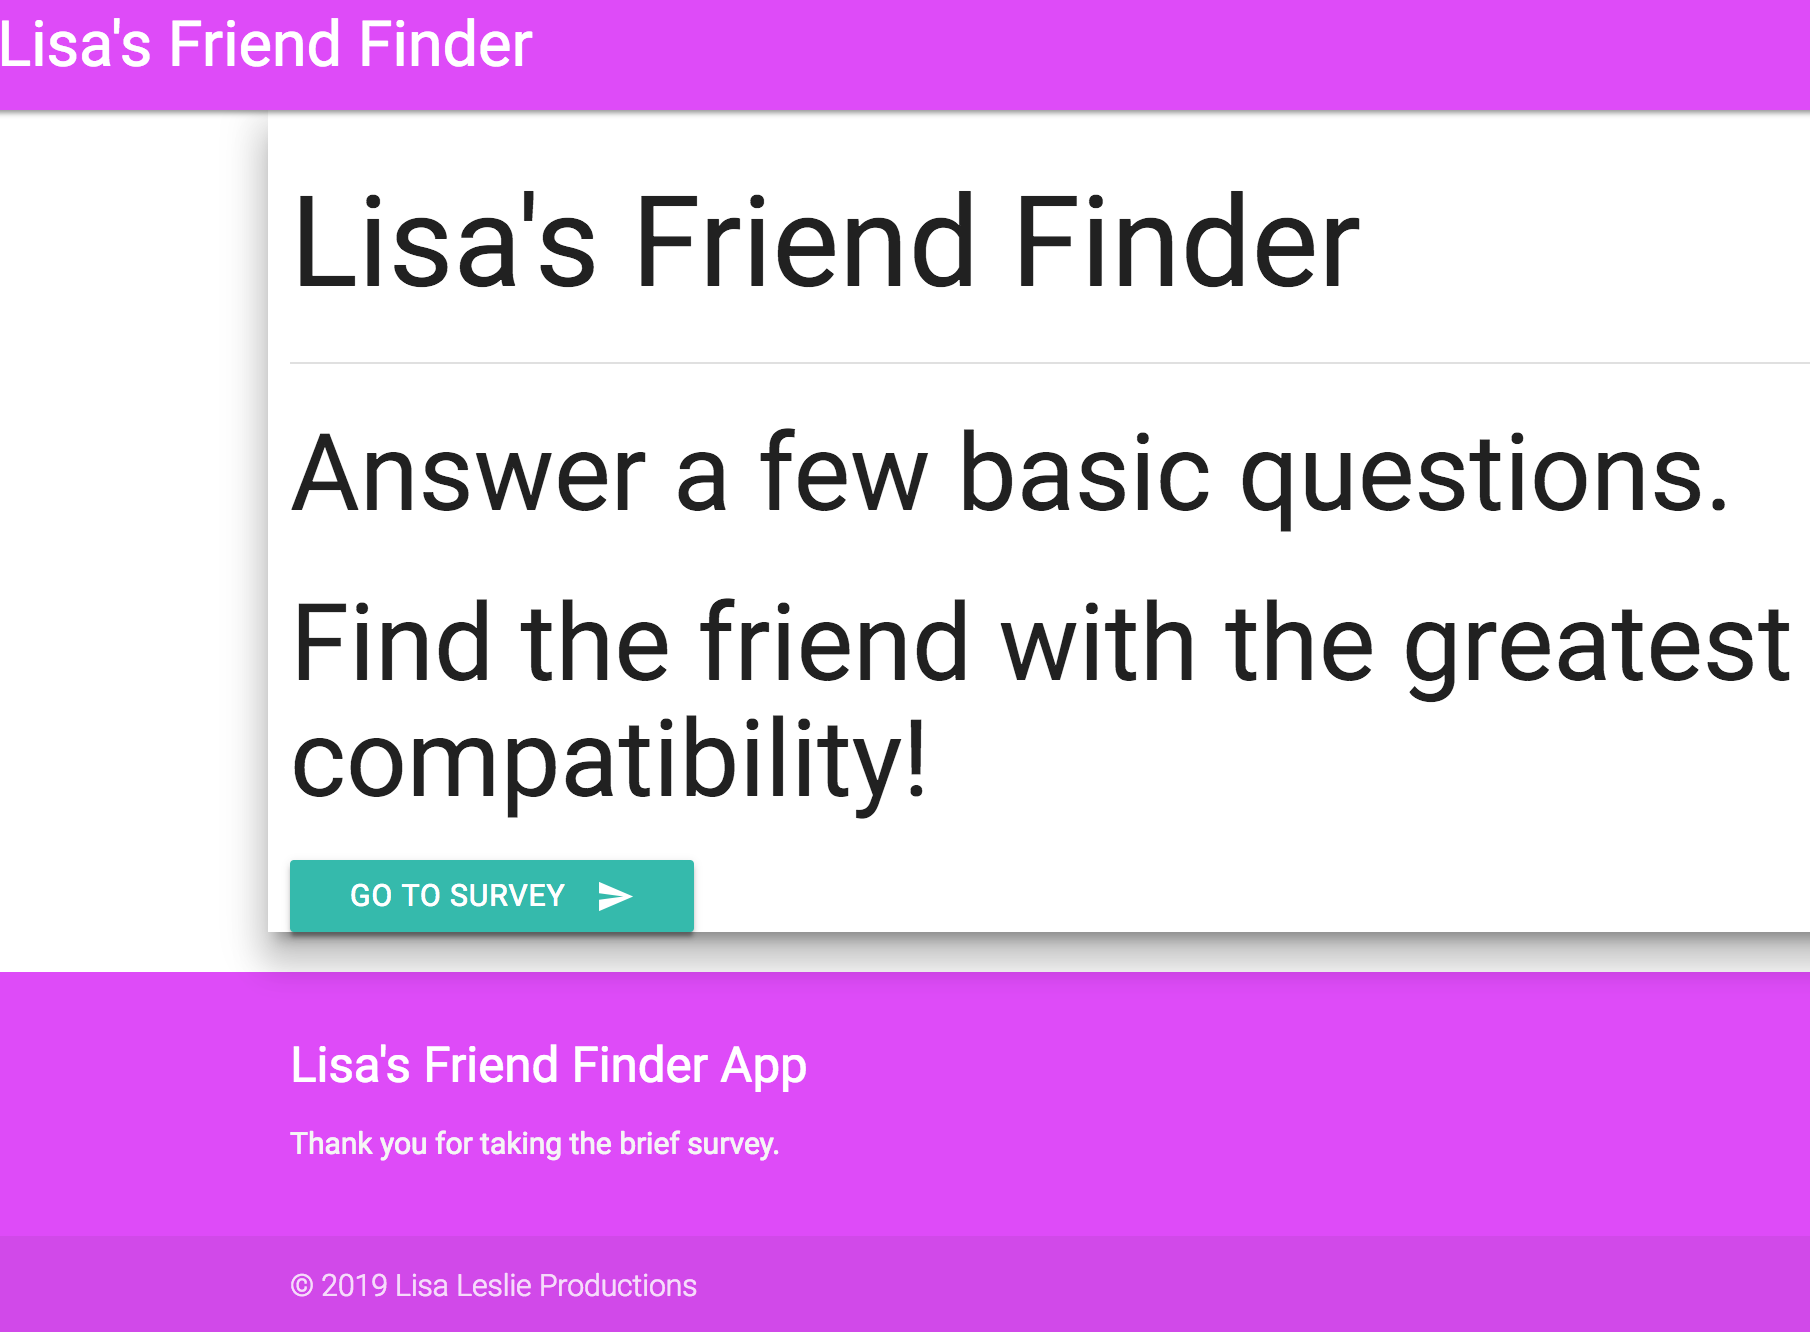 Lisa's Friend Finder
Lisa's Friend Finder
Answer a few basic questions.
Find the friend with the greatest
compatibility!
GO TO SURVEY
Lisa's Friend Finder App
Thank you for taking the brief survey.
© 2019 Lisa Leslie Productions